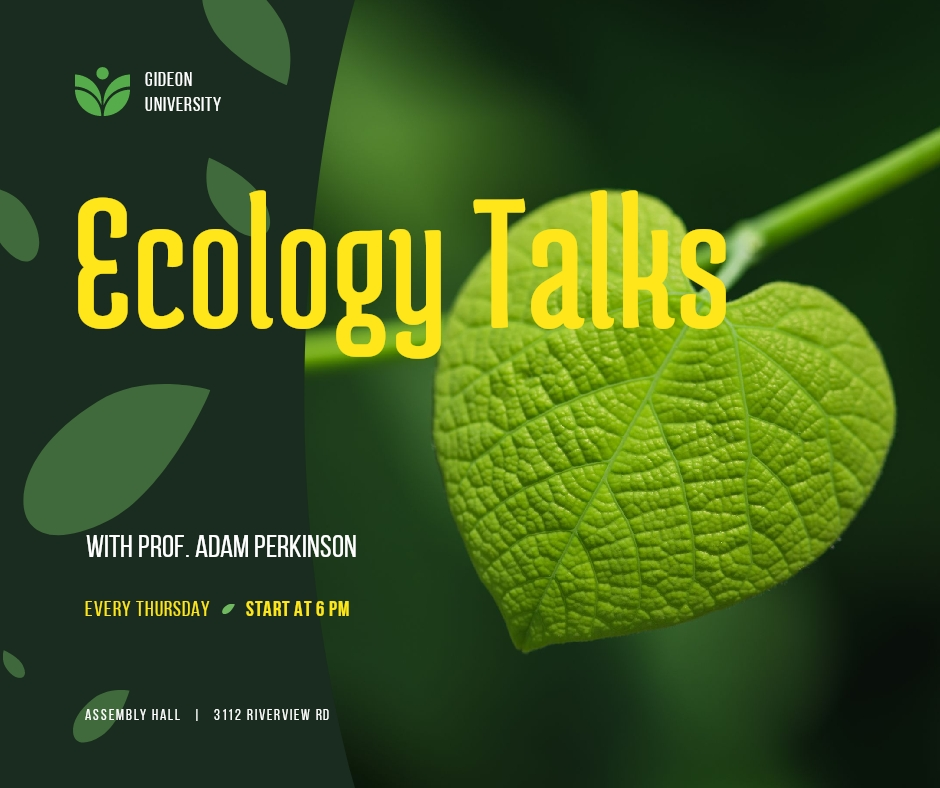 GIDEON
UNIVERSITY
Ecology Talks
WITH PROF. ADAM PERKINSON
EVERY THURSDAY START AT 6 PM
ASSEMBLY HALL | 3112 RIVERVIEW RD